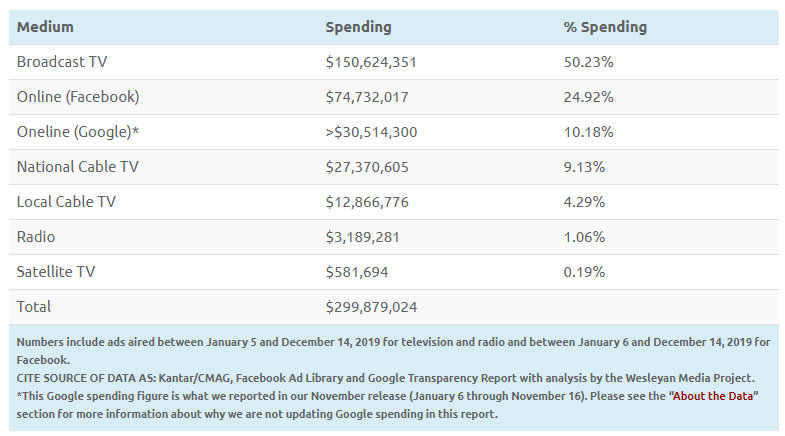 Medium Spending % Spending
Broadcast TV $150,624,351 50.23%
Online (Facebook) $74,732,017 24.92%
Oneline (Google)* >$30,514,300 10.18%
National Cable TV $27,370,605 9.13%
Local Cable TV $12,866,776 4.29%
Radio $3,189,281 1.06%
Satellite TV $581,694 0.19%
Total $299,879,024
Numbers include ads aired between January 5 and December 14, 2019 for television and radio and between January 6 and December 14, 2019 for
Facebook.
CITE SOURCE OF DATA AS: Kantar/CMAG, Facebook Ad Library and Google Transparency Report with analysis by the Wesleyan Media Project.
*This Google spending figure is what we reported in our November release (January 6 through November 16). Please see the “About the Data”
section for more information about why we are not updating Google spending in this report.